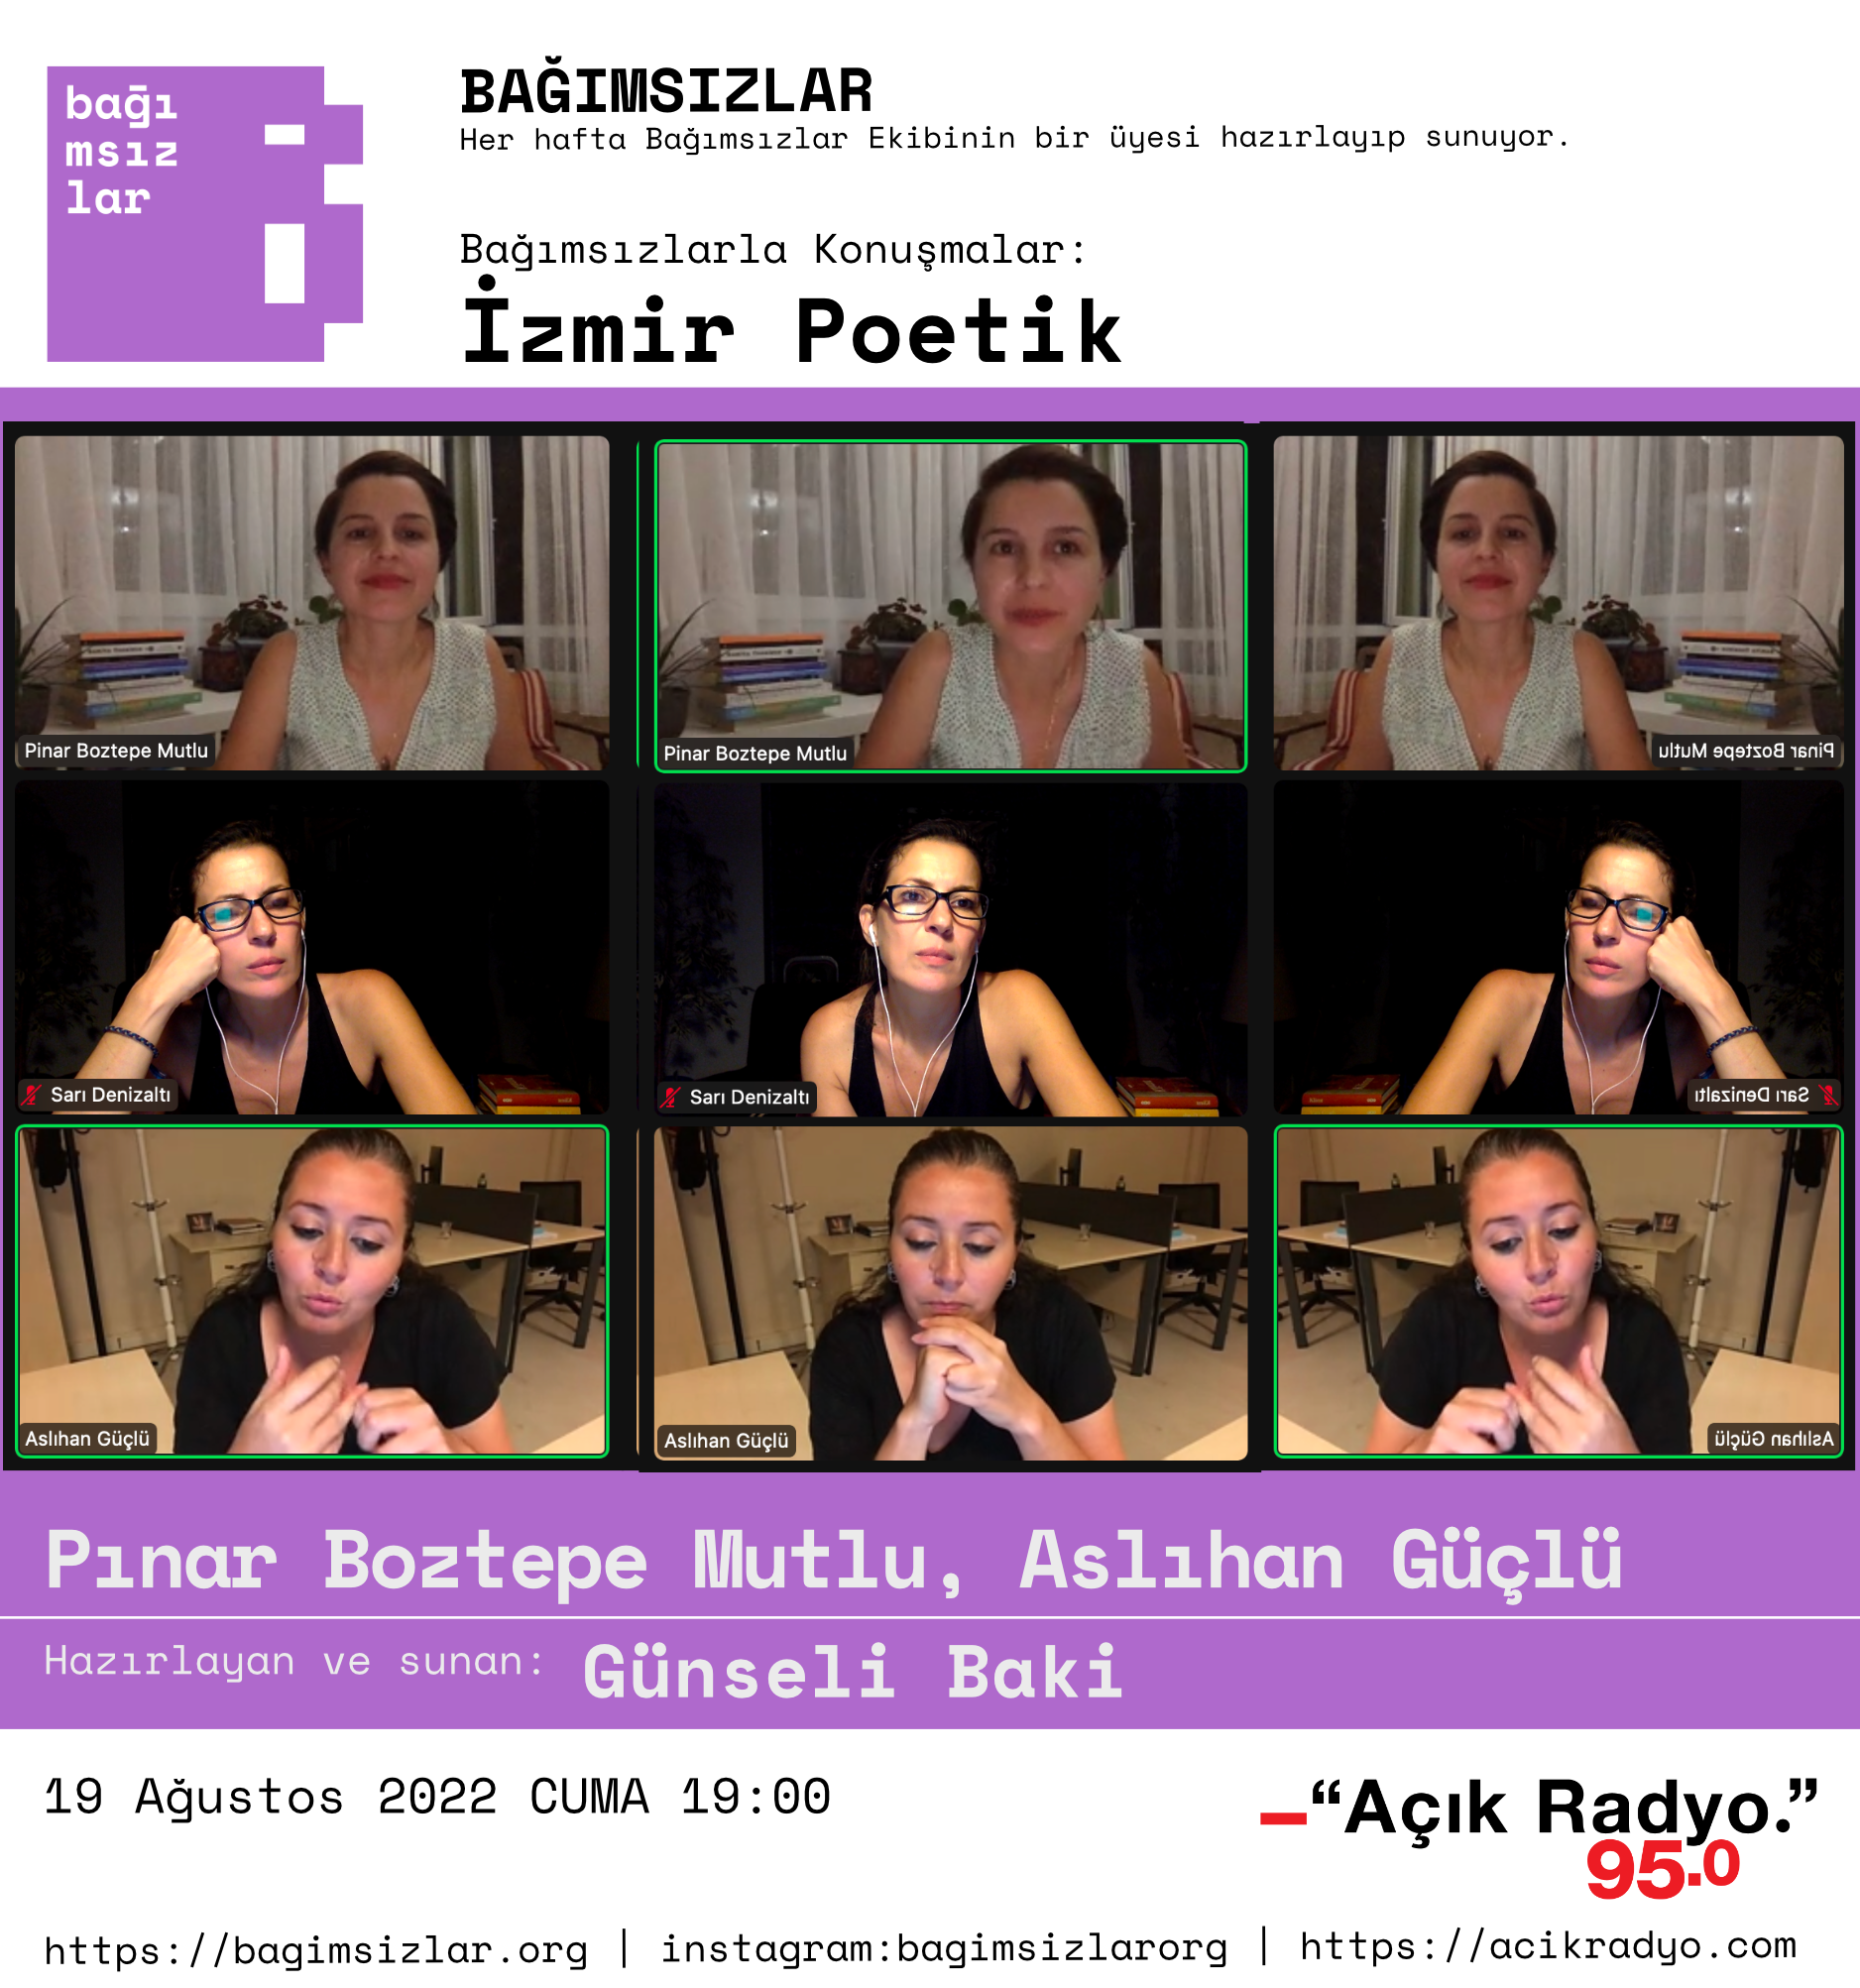 bağı
msız
lar
BAĞIMSIZLAR
Her hafta Bağımsızlar Ekibinin bir üyesi hazırlayıp sunuyor.
Bağımsızlarla Konuşmalar:
İzmir Poetik
Pinar Boztepe Mutlu
Pinar Boztepe Mutlu
Pinar Boztepe Mutlu
Sarı Denizaltı
Sarı Denizaltı
Sarı Denizaltı
Aslıhan Güçlü
Aslıhan Güçlü
Aslıhan Güçlü
Pınar Boztepe Mutlu, Aslıhan Güçlü
Hazırlayan ve sunan: Günseli Baki
19 Ağustos 2022 CUMA 19:00
“Açık Radyo.”
95.0
https://bagimsizlar.org | instagram:bagimsizlarorg | https://acikradyo.com